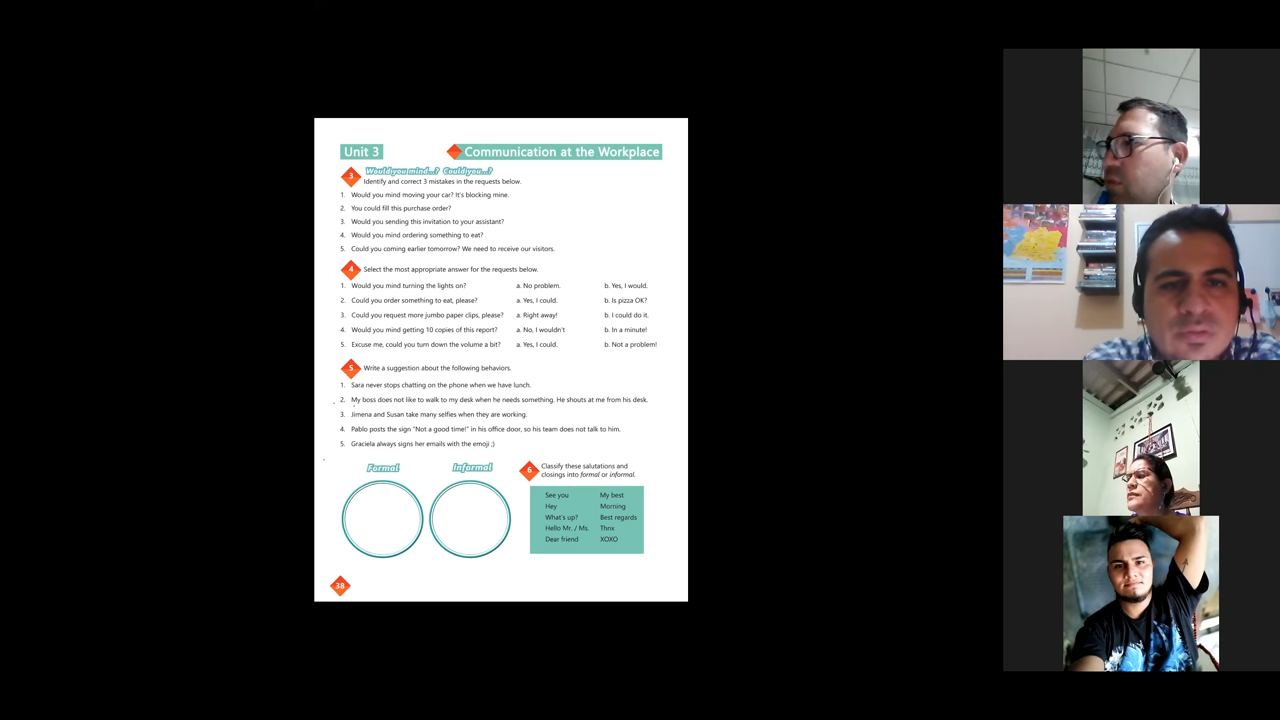 Unit 3
Communication at the Workplace
3
Would you mind...? Could you...?
Identify and correct 3 mistakes in the requests below.
1. Would you mind moving your car? It's blocking mine.
2. You could fill this purchase order?
3. Would you sending this invitation to your assistant?
4. Would you mind ordering something to eat?
5. Could you coming earlier tomorrow? We need to receive our visitors.
4 Select the most appropriate answer for the requests below.
1. Would you mind turning the lights on? a. No problem. b. Yes, I would.
2. Could you order something to eat, please? a. Yes, I could. b. Is pizza OK?
3. Could you request more jumbo paper clips, please? a. Right away! b. I could do it.
4. Would you mind getting 10 copies of this report? a. No, I wouldn't b. In a minute!
5. Excuse me, could you turn down the volume a bit? a. Yes, I could. b. Not a problem!
5 Write a suggestion about the following behaviors.
1. Sara never stops chatting on the phone when we have lunch.
2. My boss does not like to walk to my desk when he needs something. He shouts at me from his desk.
3. Jimena and Susan take many selfies when they are working.
4. Pablo posts the sign "Not a good time!" in his office door, so his team does not talk to him.
5. Graciela always signs her emails with the emoji ;)
Formal
Informal
6 Classify these salutations and
closings into formal or informal.
See you My best
Hey Morning
What's up? Best regards
Hello Mr. / Ms. Thnx
Dear friend XOXO
38